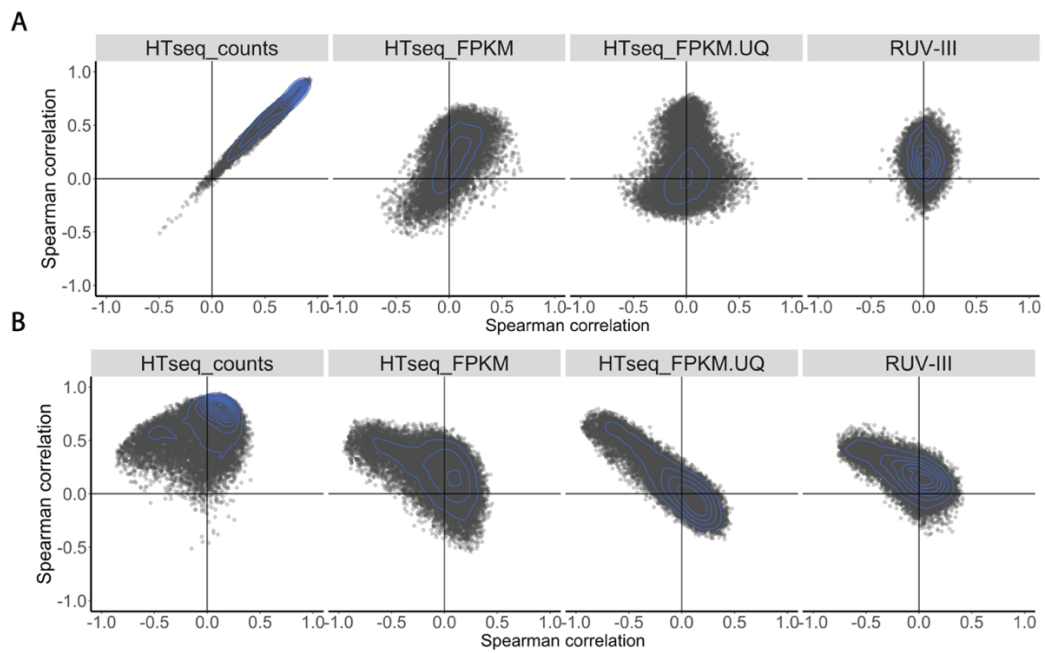 A
HTseq_counts HTseq_FPKM HTseq_FPKM.UQ RUV-III
Spearman correlation
1.0
0.5
0.0
-0.5
-1.0
-1.0 -0.5 0.0 0.5 1.0 -1.0 -0.5 0.0 0.5 1.0 -1.0 -0.5 0.0 0.5 1.0 -1.0 -0.5 0.0 0.5 1.0
Spearman correlation
B
HTseq_counts HTseq_FPKM HTseq_FPKM.UQ RUV-III
Spearman correlation
1.0
0.5
0.0
-0.5
-1.0
-1.0 -0.5 0.0 0.5 1.0 -1.0 -0.5 0.0 0.5 1.0 -1.0 -0.5 0.0 0.5 1.0 -1.0 -0.5 0.0 0.5 1.0
Spearman correlation